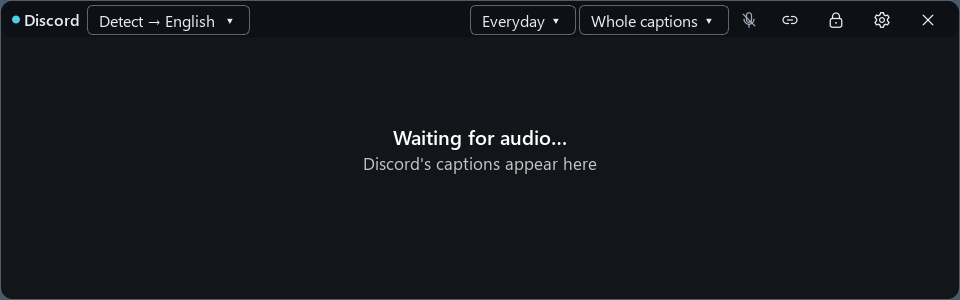 Discord Detect → English ▾ Everyday ▾ Whole captions ▾
Waiting for audio...
Discord's captions appear here